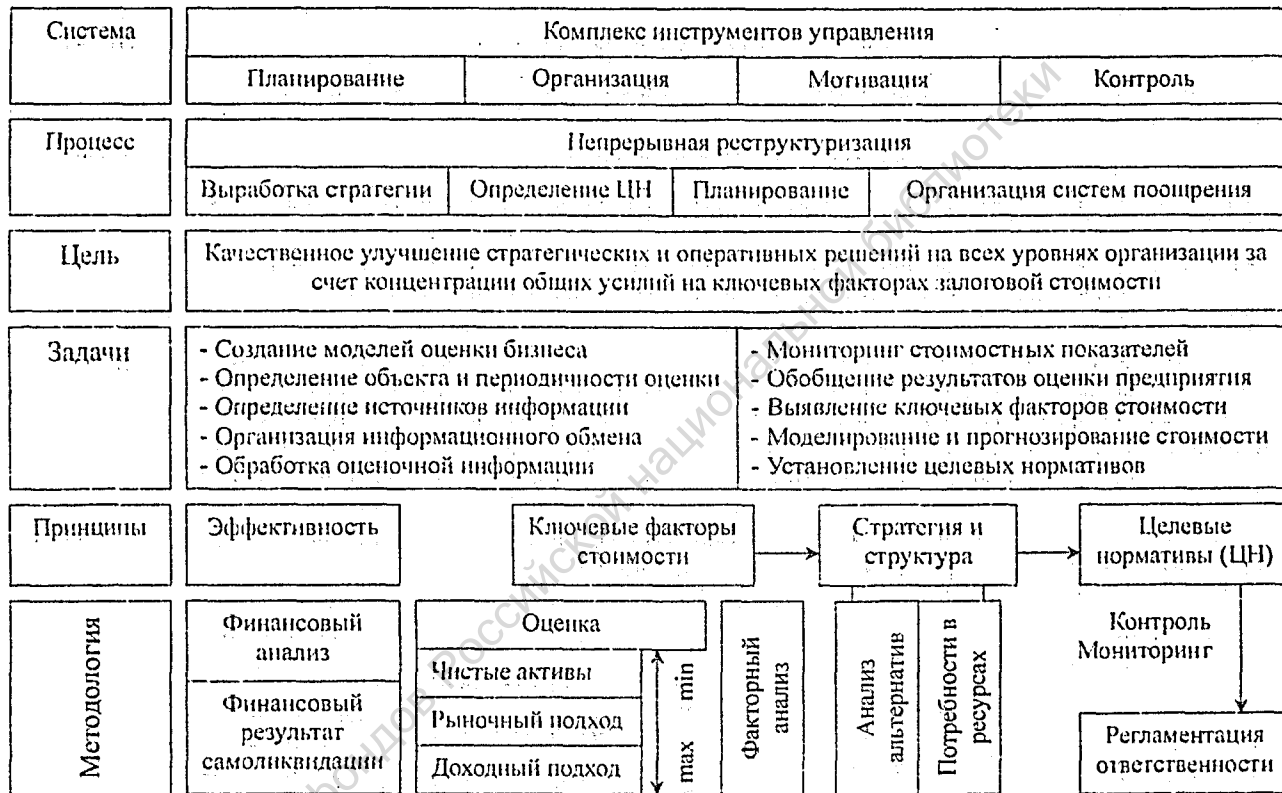 Система
Комплекс инструментов управления
Планирование
Организация
Мотивация
Контроль
Процесс
Непрерывная реструктуризация
Выработка стратегии
Определение ЦН
Планирование
Организация систем поощрения
Цель
Качественное улучшение стратегических и оперативных решений на всех уровнях организации за
счет концентрации общих усилий на ключевых факторах залоговой стоимости
Задачи
- Создание моделей оценки бизнеса
- Определение объекта и периодичности оценки
- Определение источников информации
- Организация информационного обмена
- Обработка оценочной информации
- Мониторинг стоимостных показателей
- Обобщение результатов оценки предприятия
- Выявление ключевых факторов стоимости
- Моделирование и прогнозирование стоимости
- Установление целевых нормативов
Принципы
Эффективность
Ключевые факторы
стоимости
Стратегия и
структура
Целевые
нормативы (ЦН)
Методология
Финансовый
анализ
Финансовый
результат
самоликвидации
Оценка
Чистые активы
Рыночный подход
Доходный подход
max min
Факторный
анализ
Анализ
альтернатив
Потребности в
ресурсах
Контроль
Мониторинг
Регламентация
ответственности
фондов Российской национальной библиотеки